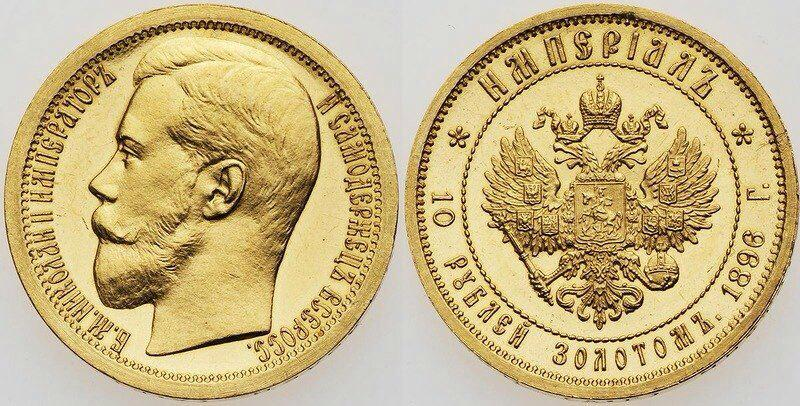 Б. М. НИКОЛАЙ II ИМПЕРАТОРЪ
И САМОДЕРЖЕЦЪ ВСЕРОСС.
ИМПЕРІАЛЪ
* 10 РУБЛЕЙ ЗОЛОТОМЪ. 1896 Г. *